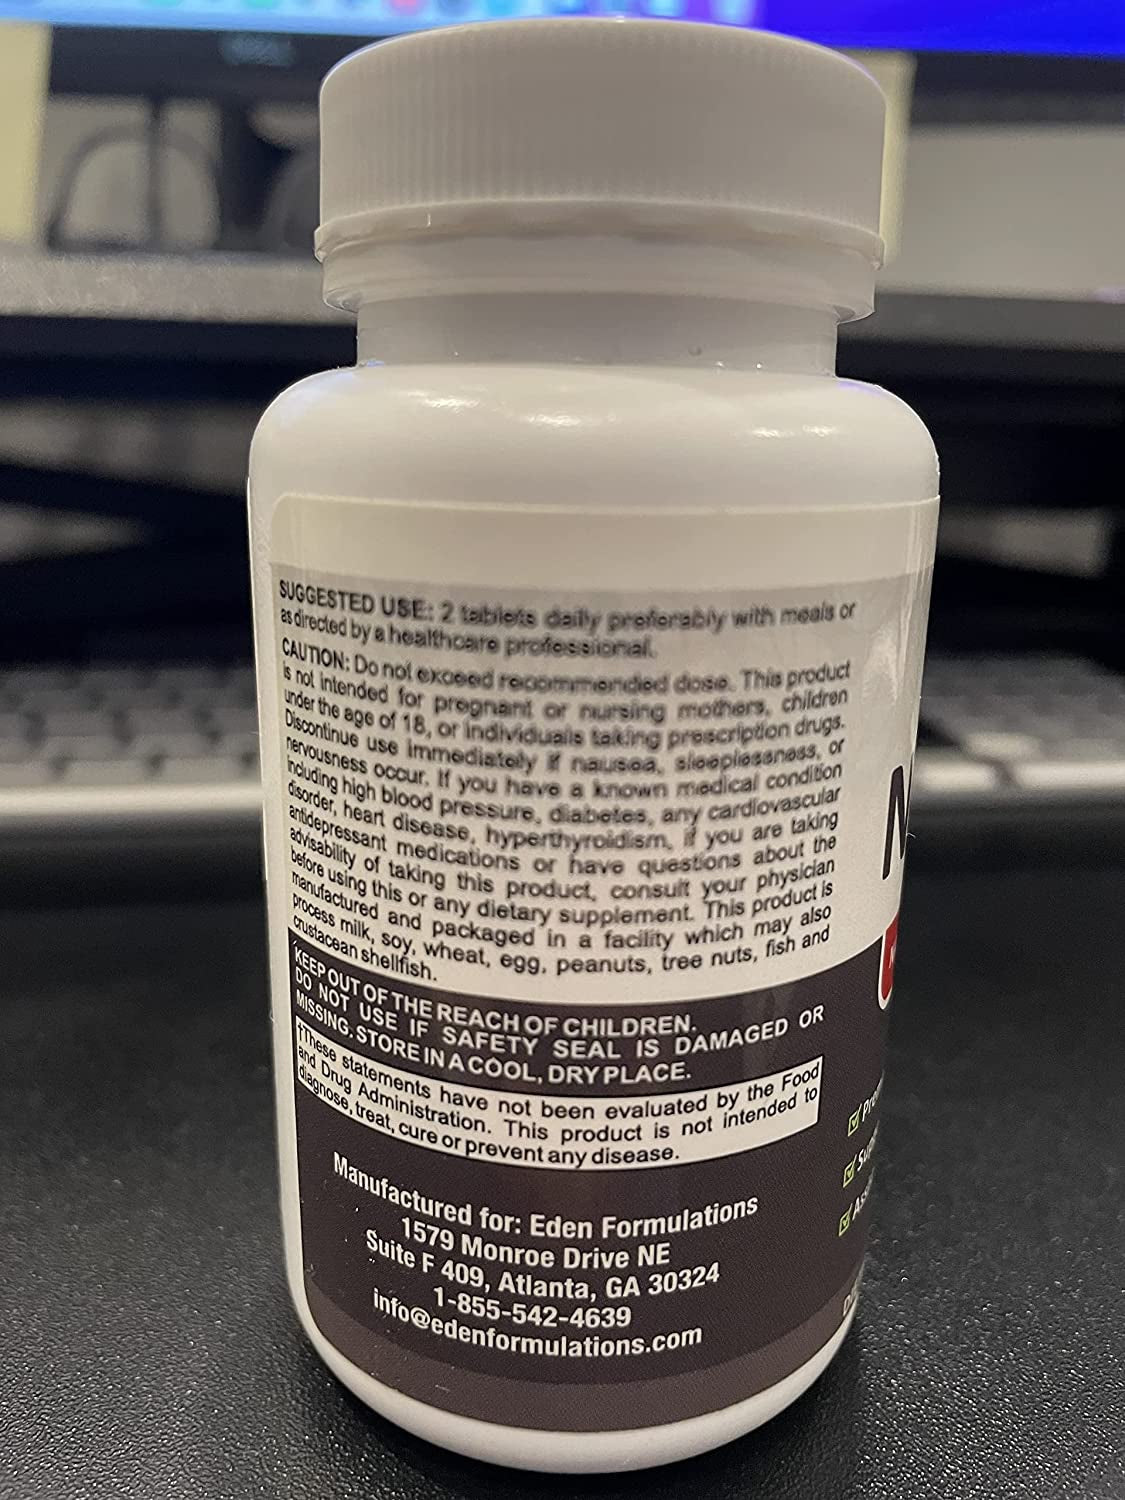 SUGGESTED USE: 2 tablets daily preferably with meals or
as directed by a healthcare professional.
CAUTION: Do not exceed recommended dose. This product
is not intended for pregnant or nursing mothers, children
under the age of 18, or individuals taking prescription drugs.
Discontinue use immediately if nausea, sleeplessness, or
nervousness occur. If you have a known medical condition
including high blood pressure, diabetes, any cardiovascular
disorder, heart disease, hyperthyroidism, if you are taking
antidepressant medications or have questions about the
advisability of taking this product, consult your physician
before using this or any dietary supplement. This product is
manufactured and packaged in a facility which may also
process milk, soy, wheat, egg, peanuts, tree nuts, fish and
crustacean shellfish.
KEEP OUT OF THE REACH OF CHILDREN.
DO NOT USE IF SAFETY SEAL IS DAMAGED OR
MISSING. STORE IN A COOL, DRY PLACE.
†These statements have not been evaluated by the Food
and Drug Administration. This product is not intended to
diagnose, treat, cure or prevent any disease.
Manufactured for: Eden Formulations
1579 Monroe Drive NE
Suite F 409, Atlanta, GA 30324
1-855-542-4639
info@edenformulations.com